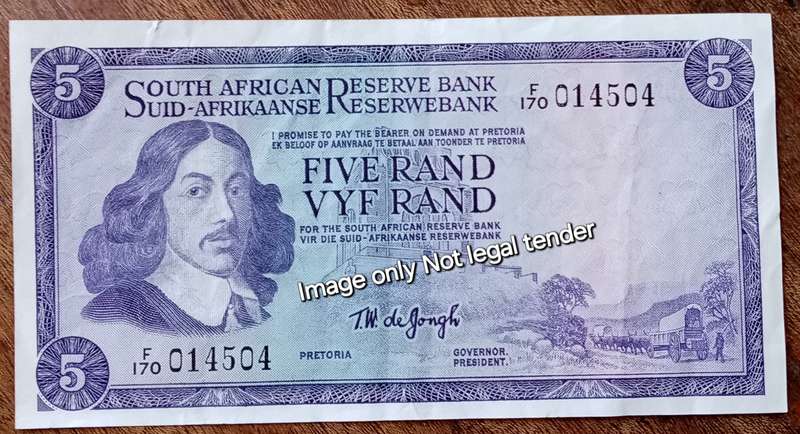 5
5
SOUTH AFRICAN RESERVE BANK
SUID-AFRIKAANSE RESERWEBANK
F/170 014504
I PROMISE TO PAY THE BEARER ON DEMAND AT PRETORIA
EK BELOOF OP AANVRAAG TE BETAAL AAN TOONDER TE PRETORIA
FIVE RAND
VYF RAND
FOR THE SOUTH AFRICAN RESERVE BANK
VIR DIE SUID-AFRIKAANSE RESERWEBANK
Image only Not legal tender
T.W. de Jongh
F/170 014504
PRETORIA
GOVERNOR.
PRESIDENT.
5
5